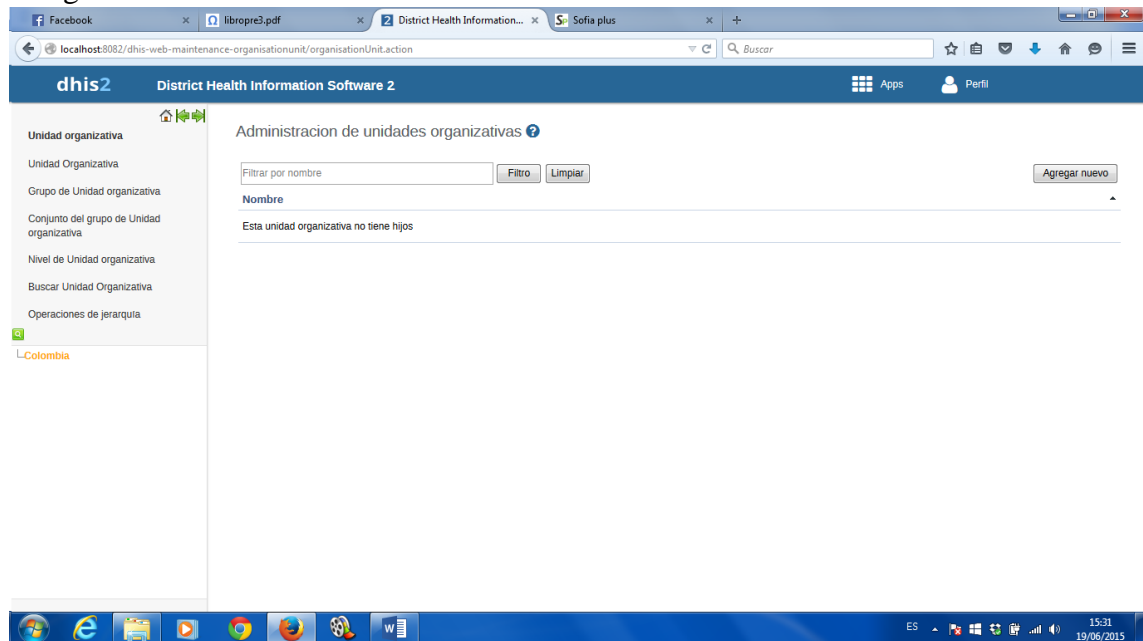 Facebook
libropre3.pdf
District Health Information...
Sofia plus
localhost:8082/dhis-web-maintenance-organisationunit/organisationUnit.action
Buscar
dhis2
District Health Information Software 2
Apps
Perfil
Unidad organizativa
Unidad Organizativa
Grupo de Unidad organizativa
Conjunto del grupo de Unidad
organizativa
Nivel de Unidad organizativa
Buscar Unidad Organizativa
Operaciones de jerarquía
Colombia
Administracion de unidades organizativas
Filtrar por nombre
Filtro
Limpiar
Agregar nuevo
Nombre
Esta unidad organizativa no tiene hijos
ES
15:31
19/06/2015